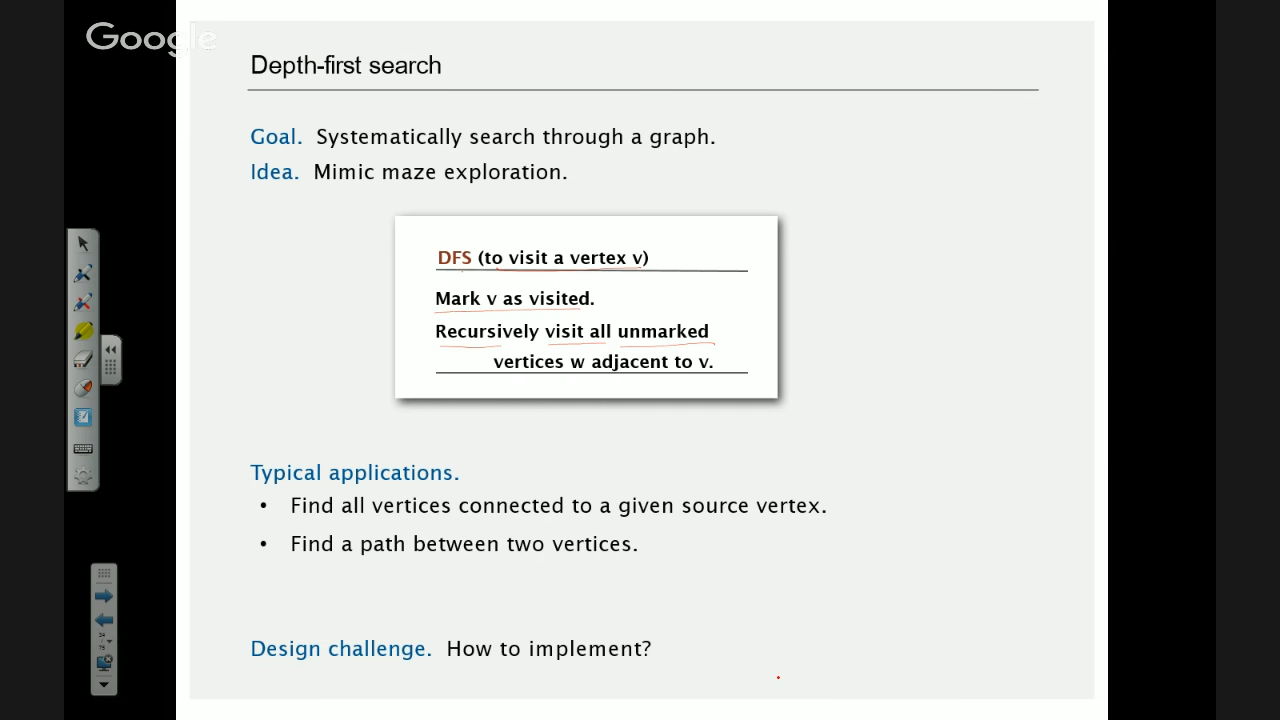 Google
Depth-first search
Goal. Systematically search through a graph.
Idea. Mimic maze exploration.
DFS (to visit a vertex v)
Mark v as visited.
Recursively visit all unmarked
vertices w adjacent to v.
Typical applications.
• Find all vertices connected to a given source vertex.
• Find a path between two vertices.
Design challenge. How to implement?